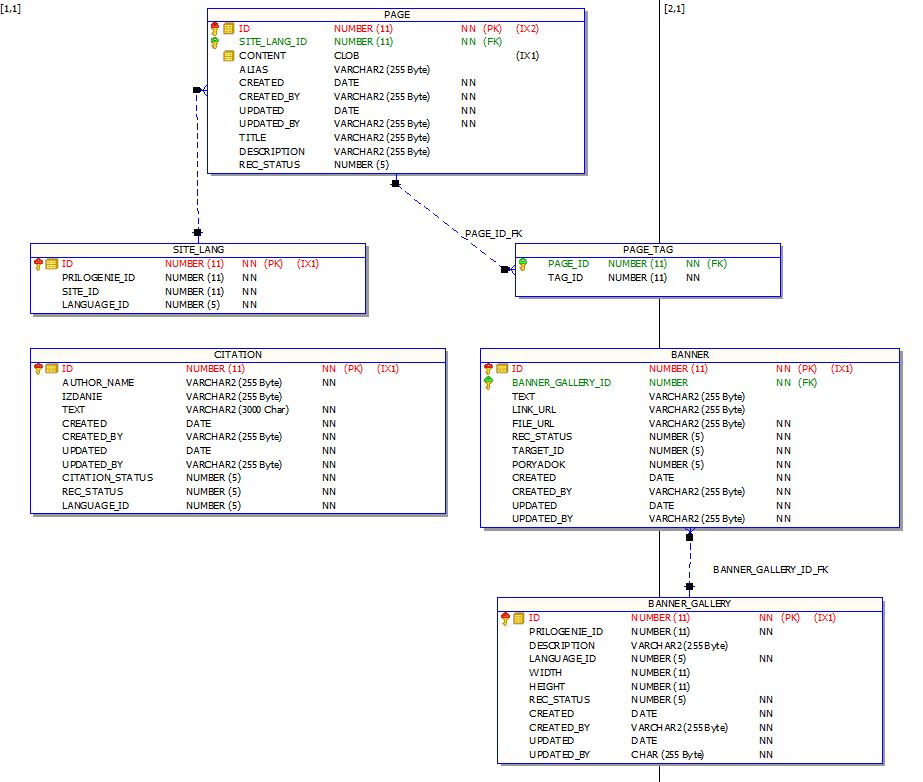 [1,1]
[2,1]
PAGE
ID NUMBER (11) NN (PK) (IX2)
SITE_LANG_ID NUMBER (11) NN (FK)
CONTENT CLOB (IX1)
ALIAS VARCHAR2 (255 Byte)
CREATED DATE NN
CREATED_BY VARCHAR2 (255 Byte) NN
UPDATED DATE NN
UPDATED_BY VARCHAR2 (255 Byte) NN
TITLE VARCHAR2 (255 Byte)
DESCRIPTION VARCHAR2 (255 Byte)
REC_STATUS NUMBER (5)
PAGE_ID_FK
SITE_LANG
ID NUMBER (11) NN (PK) (IX1)
PRILOGENIE_ID NUMBER (11) NN
SITE_ID NUMBER (11) NN
LANGUAGE_ID NUMBER (5) NN
PAGE_TAG
PAGE_ID NUMBER (11) NN (FK)
TAG_ID NUMBER (11) NN
CITATION
ID NUMBER (11) NN (PK) (IX1)
AUTHOR_NAME VARCHAR2 (255 Byte) NN
IZDANIE VARCHAR2 (255 Byte)
TEXT VARCHAR2 (3000 Char) NN
CREATED DATE NN
CREATED_BY VARCHAR2 (255 Byte) NN
UPDATED DATE NN
UPDATED_BY VARCHAR2 (255 Byte) NN
CITATION_STATUS NUMBER (5) NN
REC_STATUS NUMBER (5) NN
LANGUAGE_ID NUMBER (5) NN
BANNER
ID NUMBER (11) NN (PK) (IX1)
BANNER_GALLERY_ID NUMBER NN (FK)
TEXT VARCHAR2 (255 Byte)
LINK_URL VARCHAR2 (255 Byte)
FILE_URL VARCHAR2 (255 Byte) NN
REC_STATUS NUMBER (5) NN
TARGET_ID NUMBER (5) NN
PORYADOK NUMBER (5) NN
CREATED DATE NN
CREATED_BY VARCHAR2 (255 Byte) NN
UPDATED DATE NN
UPDATED_BY VARCHAR2 (255 Byte) NN
BANNER_GALLERY_ID_FK
BANNER_GALLERY
ID NUMBER (11) NN (PK) (IX1)
PRILOGENIE_ID NUMBER (11) NN
DESCRIPTION VARCHAR2 (255 Byte)
LANGUAGE_ID NUMBER (5) NN
WIDTH NUMBER (11)
HEIGHT NUMBER (11)
REC_STATUS NUMBER (5) NN
CREATED DATE NN
CREATED_BY VARCHAR2 (255 Byte) NN
UPDATED DATE NN
UPDATED_BY CHAR (255 Byte) NN